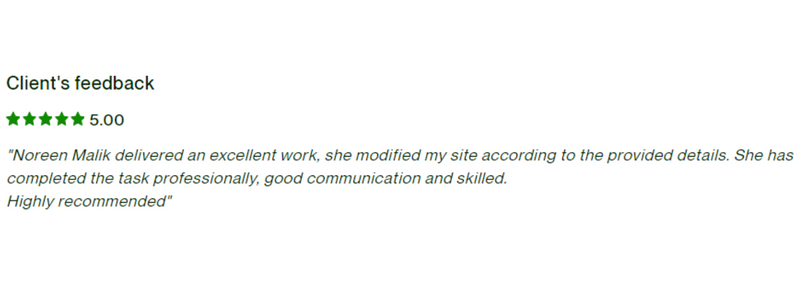 Client's feedback
5.00
"Noreen Malik delivered an excellent work, she modified my site according to the provided details. She has
completed the task professionally, good communication and skilled.
Highly recommended"